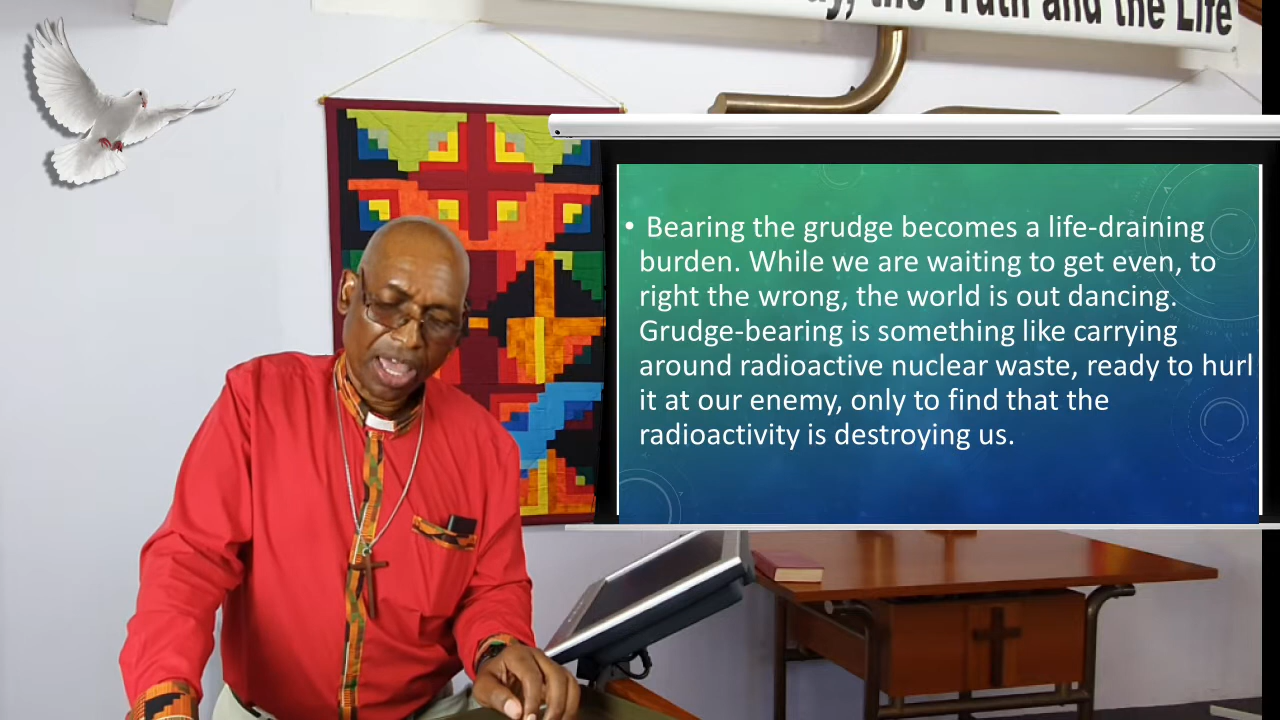 the Truth and the Life
• Bearing the grudge becomes a life-draining
burden. While we are waiting to get even, to
right the wrong, the world is out dancing.
Grudge-bearing is something like carrying
around radioactive nuclear waste, ready to hurl
it at our enemy, only to find that the
radioactivity is destroying us.